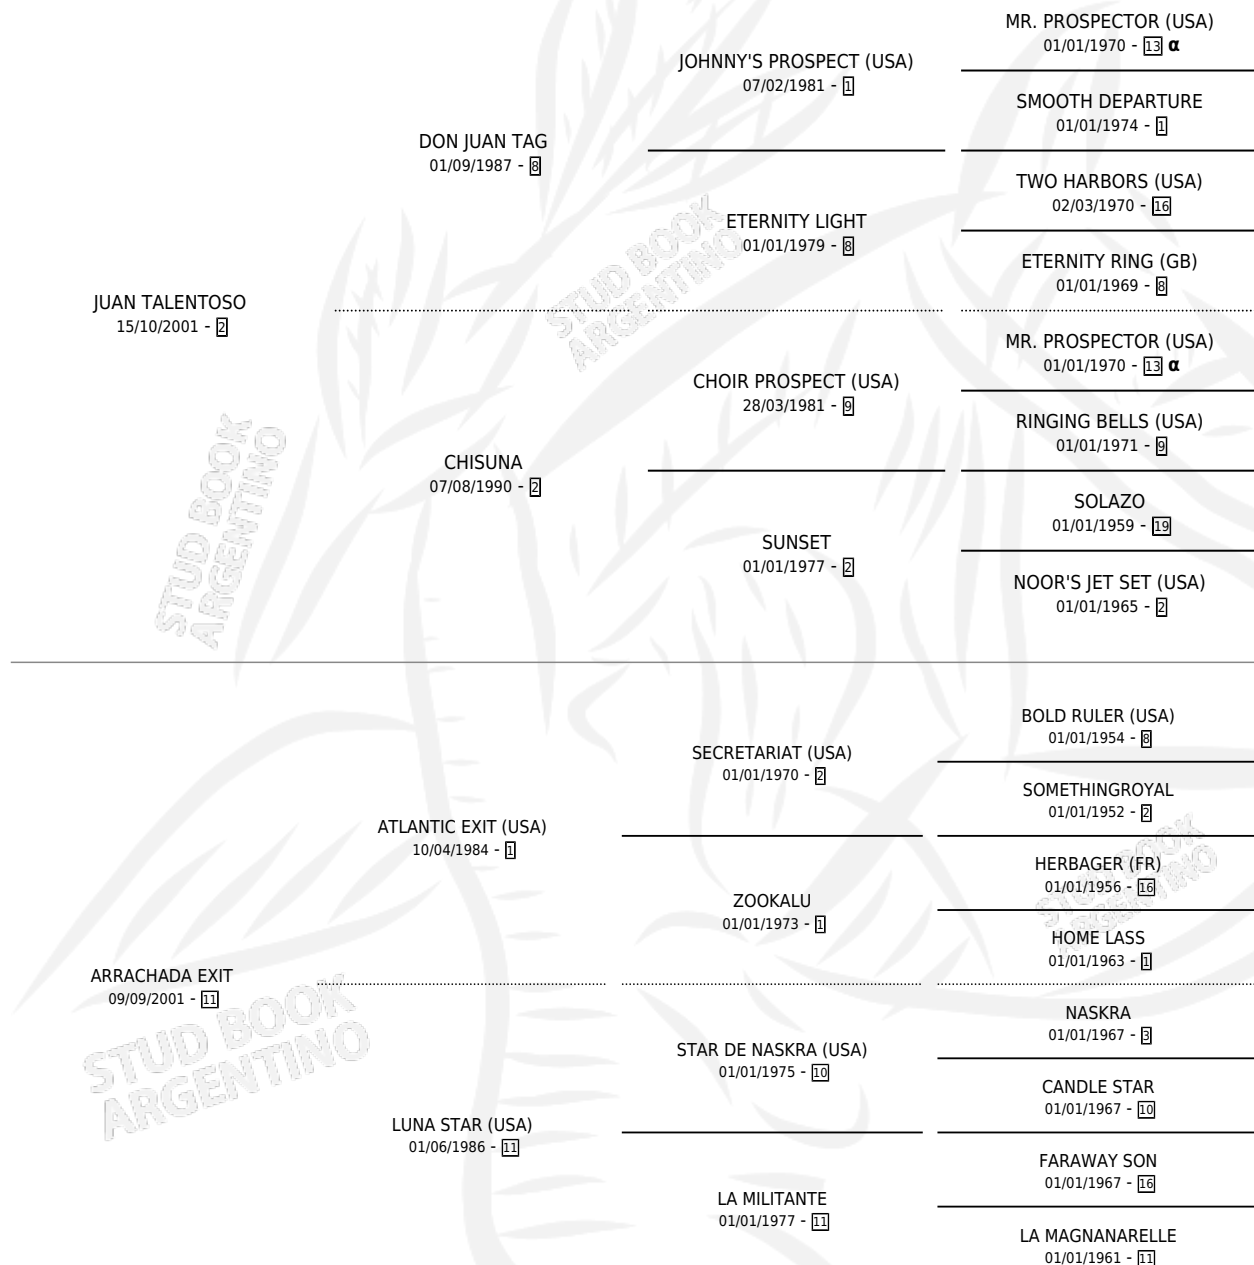 MR. PROSPECTOR (USA)
01/01/1970 - 13 α
JOHNNY'S PROSPECT (USA)
07/02/1981 - 1
SMOOTH DEPARTURE
01/01/1974 - 1
DON JUAN TAG
01/09/1987 - 8
TWO HARBORS (USA)
02/03/1970 - 16
ETERNITY LIGHT
01/01/1979 - 8
ETERNITY RING (GB)
01/01/1969 - 8
STUD BOOK
ARGENTINO
JUAN TALENTOSO
15/10/2001 - 2
MR. PROSPECTOR (USA)
01/01/1970 - 13 α
CHOIR PROSPECT (USA)
28/03/1981 - 9
RINGING BELLS (USA)
01/01/1971 - 9
CHISUNA
07/08/1990 - 2
SOLAZO
01/01/1959 - 19
SUNSET
01/01/1977 - 2
NOOR'S JET SET (USA)
01/01/1965 - 2
STUD BOOK
ARGENTINO
BOLD RULER (USA)
01/01/1954 - 8
SECRETARIAT (USA)
01/01/1970 - 2
SOMETHINGROYAL
01/01/1952 - 2
ATLANTIC EXIT (USA)
10/04/1984 - 1
HERBAGER (FR)
01/01/1956 - 16
STUD BOOK
ARGENTINO
ZOOKALU
01/01/1973 - 1
HOME LASS
01/01/1963 - 1
ARRACHADA EXIT
09/09/2001 - 11
NASKRA
01/01/1967 - 3
STAR DE NASKRA (USA)
01/01/1975 - 10
CANDLE STAR
01/01/1967 - 10
STUD BOOK
ARGENTINO
LUNA STAR (USA)
01/06/1986 - 11
FARAWAY SON
01/01/1967 - 16
LA MILITANTE
01/01/1977 - 11
LA MAGNANARELLE
01/01/1961 - 11